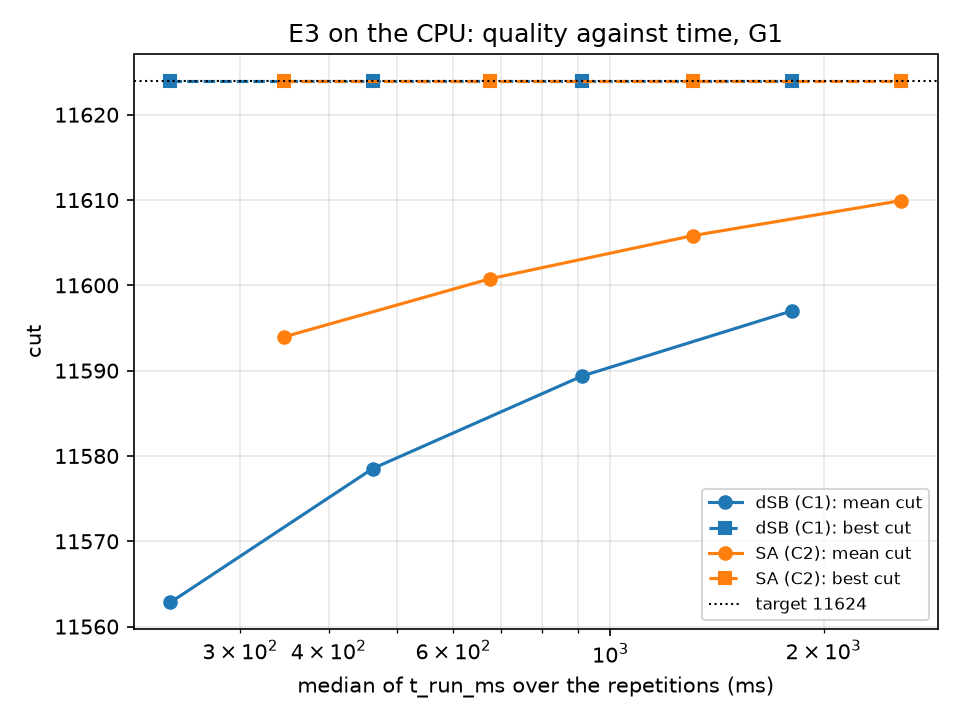 E3 on the CPU: quality against time, G1
cut
11620
11610
11600
11590
11580
11570
11560
dSB (C1): mean cut
dSB (C1): best cut
SA (C2): mean cut
SA (C2): best cut
target 11624
3 × 10² 4 × 10² 6 × 10² 10³ 2 × 10³
median of t_run_ms over the repetitions (ms)